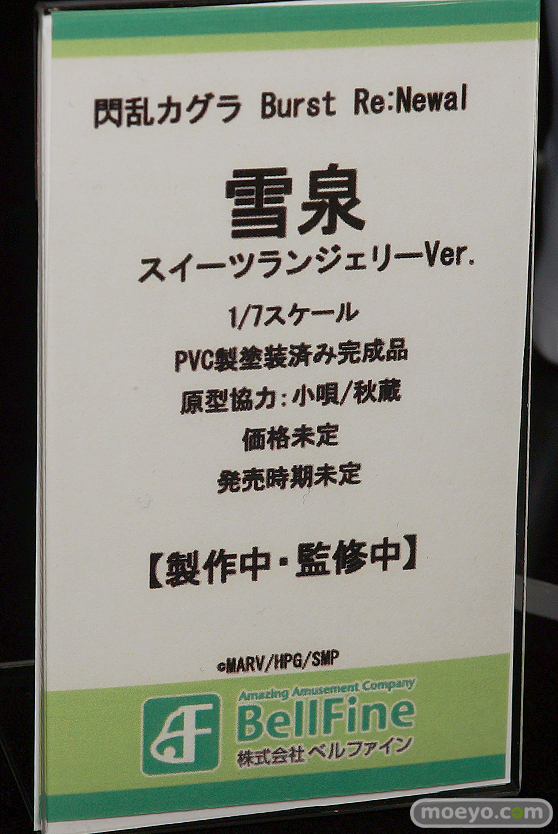 閃乱カグラ Burst Re:Newal
雪泉
スイーツランジェリーVer.
1/7スケール
PVC製塗装済み完成品
原型協力:小唄/秋蔵
価格未定
発売時期未定
【製作中・監修中】
©MARV/HPG/SMP
Amazing Amusement Company
BellFine
株式会社ベルファイン
moeyo.com